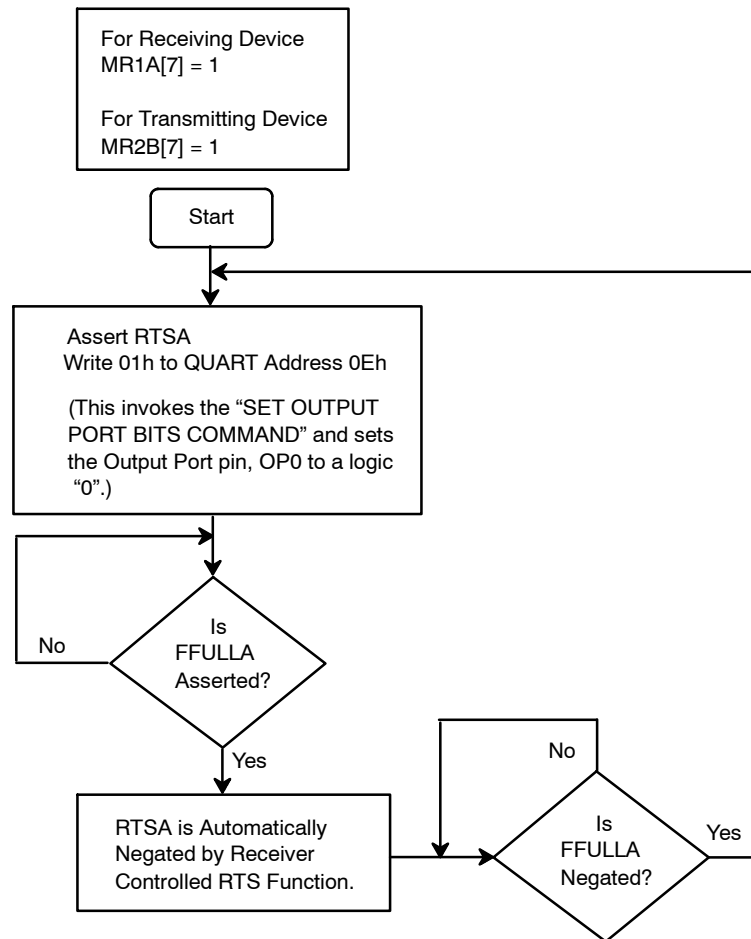 For Receiving Device
MR1A[7] = 1
For Transmitting Device
MR2B[7] = 1
Start
Assert RTSA
Write 01h to QUART Address 0Eh
(This invokes the “SET OUTPUT
PORT BITS COMMAND” and sets
the Output Port pin, OP0 to a logic
“0”.)
Is
FFULLA
Asserted?
No
Yes
RTSA is Automatically
Negated by Receiver
Controlled RTS Function.
No
Is
FFULLA
Negated?
Yes